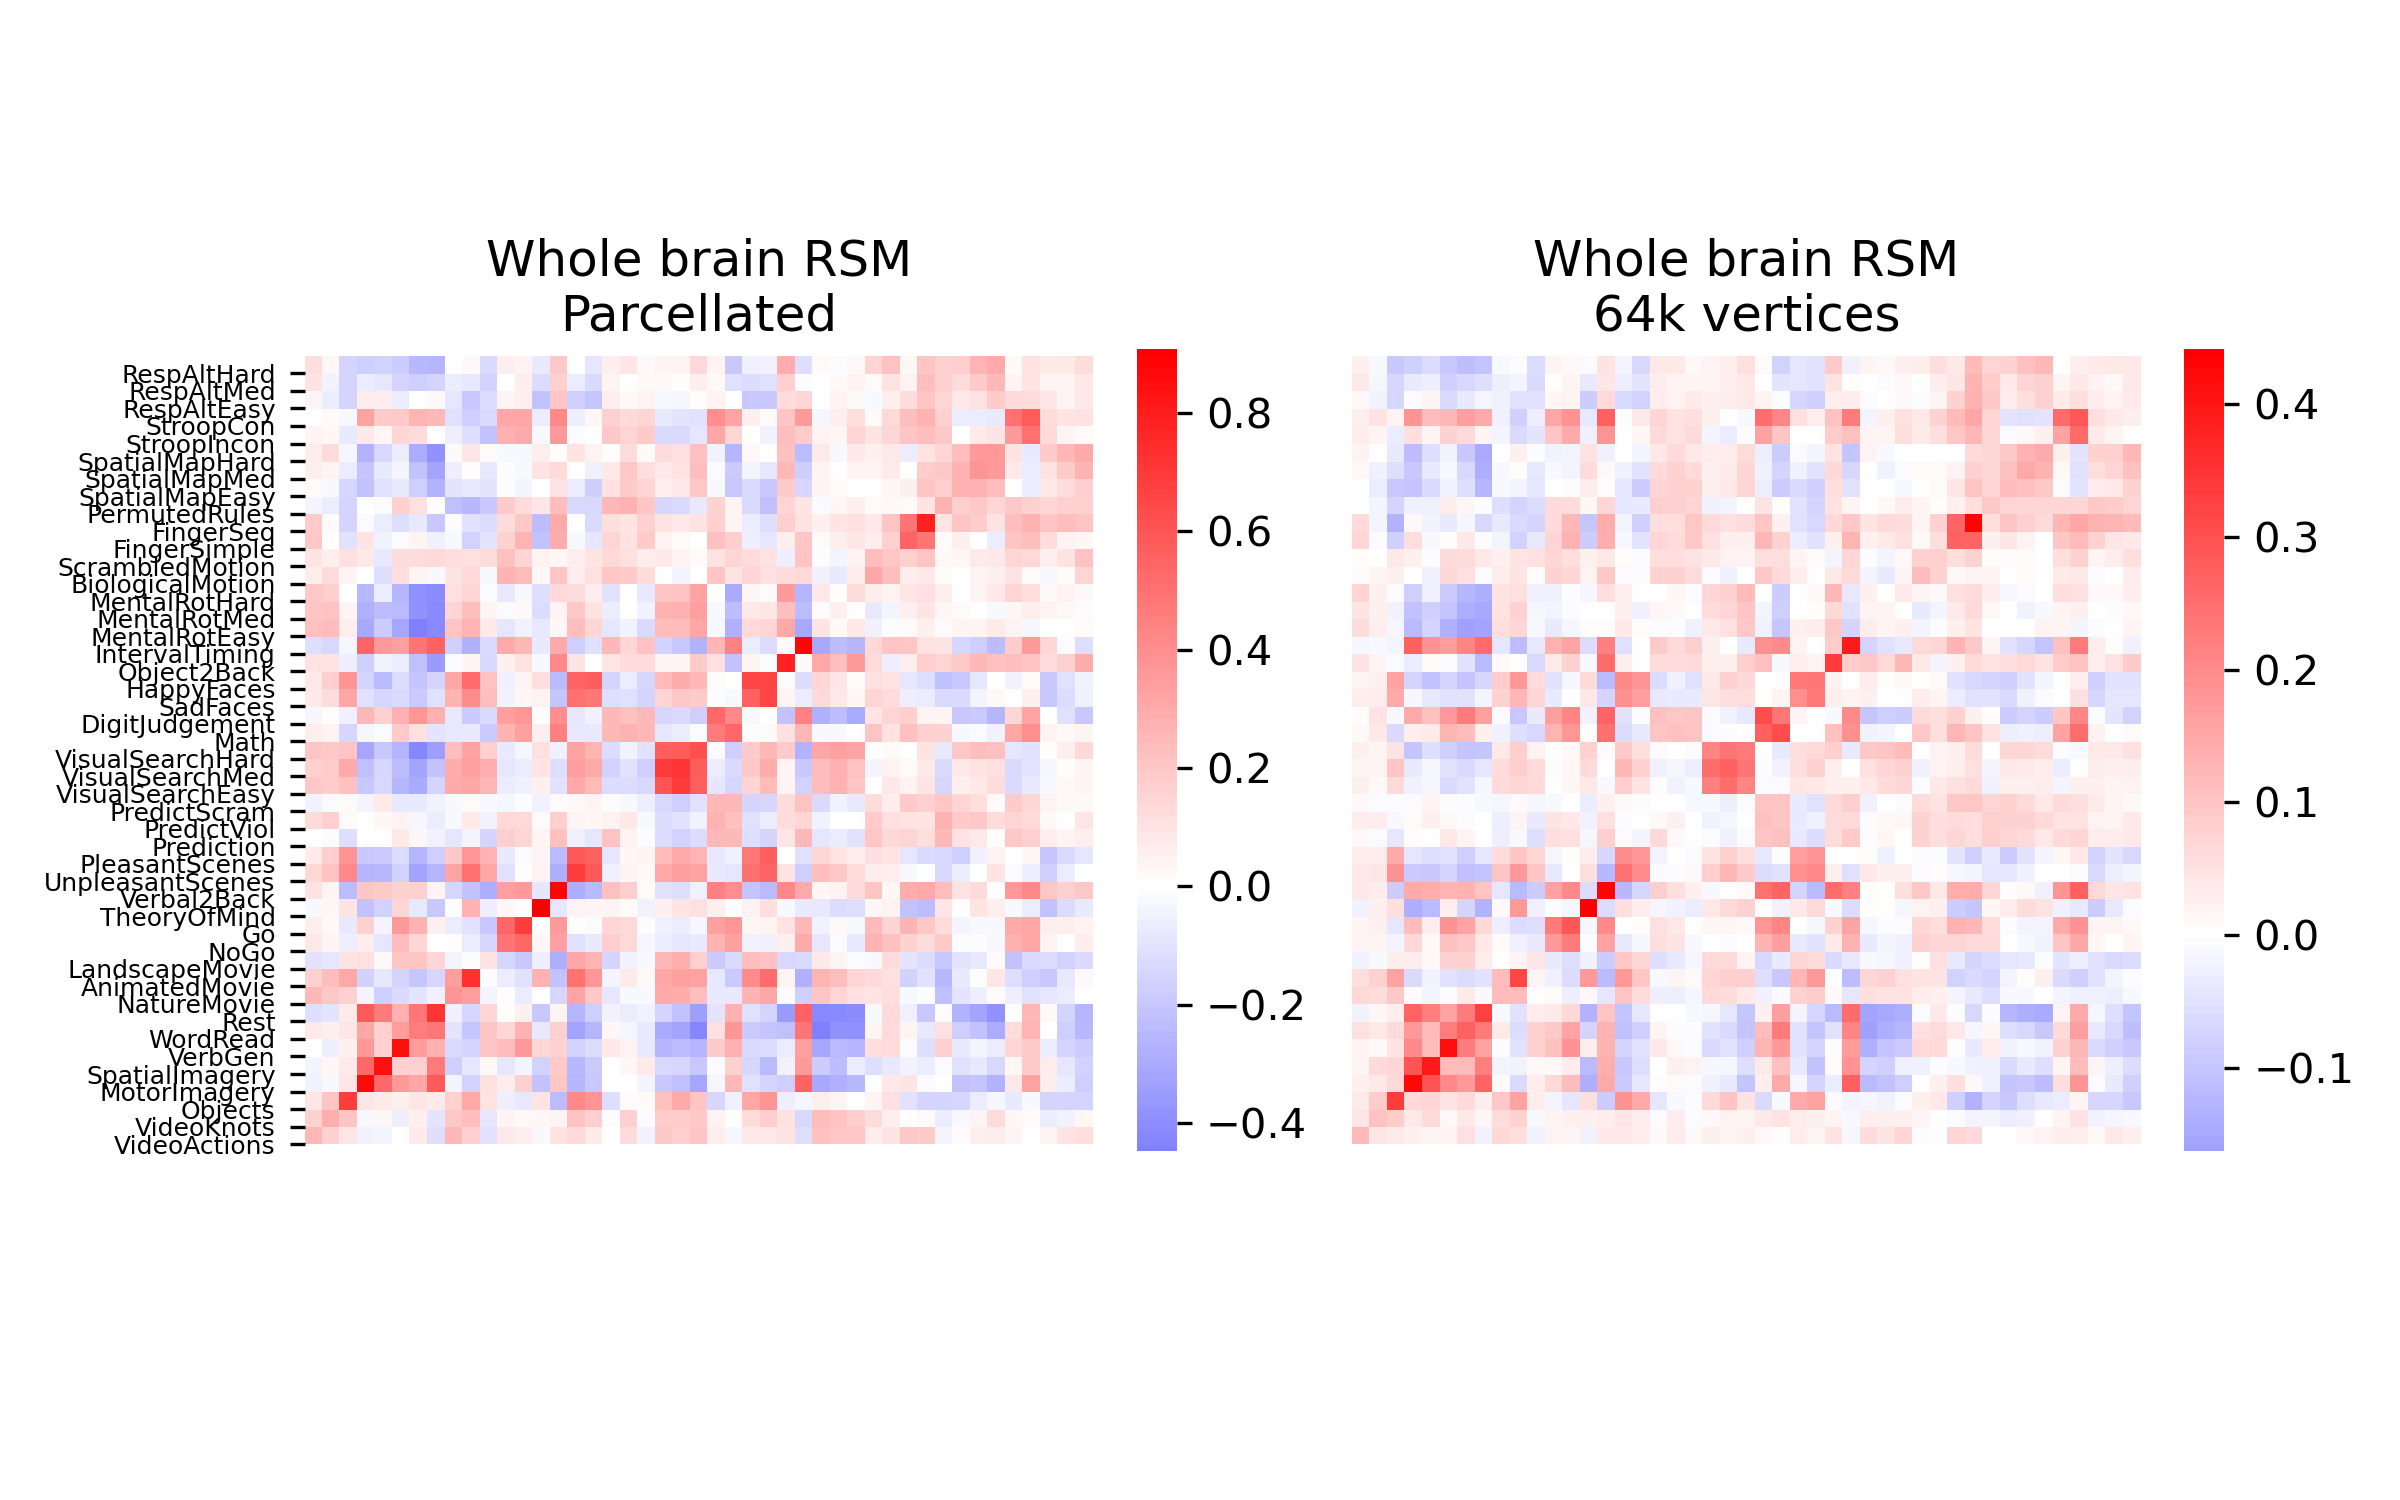 Whole brain RSM
Parcellated
RespAltHard
RespAltMed
RespAltEasy
StroopCon
StroopIncon
SpatialMapHard
SpatialMapMed
SpatialMapEasy
PermutedRules
FingerSeq
FingerSimple
ScrambledMotion
BiologicalMotion
MentalRotHard
MentalRotMed
MentalRotEasy
IntervalTiming
Object2Back
HappyFaces
SadFaces
DigitJudgement
Math
VisualSearchHard
VisualSearchMed
VisualSearchEasy
PredictScram
PredictViol
Prediction
PleasantScenes
UnpleasantScenes
Verbal2Back
TheoryOfMind
Go
NoGo
LandscapeMovie
AnimatedMovie
NatureMovie
Rest
WordRead
VerbGen
SpatialImagery
MotorImagery
Objects
VideoKnots
VideoActions
0.8
0.6
0.4
0.2
0.0
−0.2
−0.4
Whole brain RSM
64k vertices
0.4
0.3
0.2
0.1
0.0
−0.1